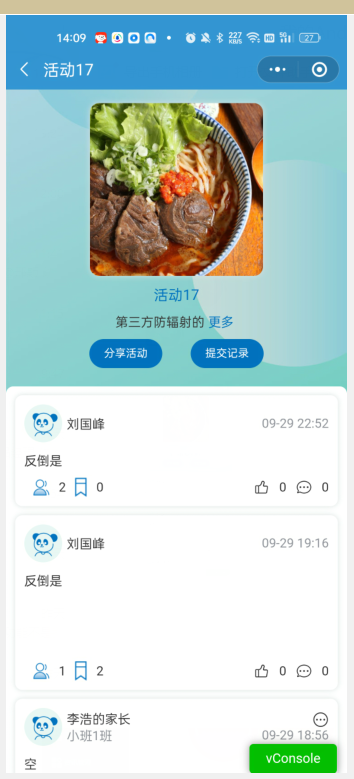 14:09 227 KB/S HD 5G 27
活动17
活动17
第三方防辐射的 更多
分享活动 提交记录
刘国峰 09-29 22:52
反倒是
2 0 0 0
刘国峰 09-29 19:16
反倒是
1 2 0 0
李浩的家长
小班1班 09-29 18:56
空
vConsole